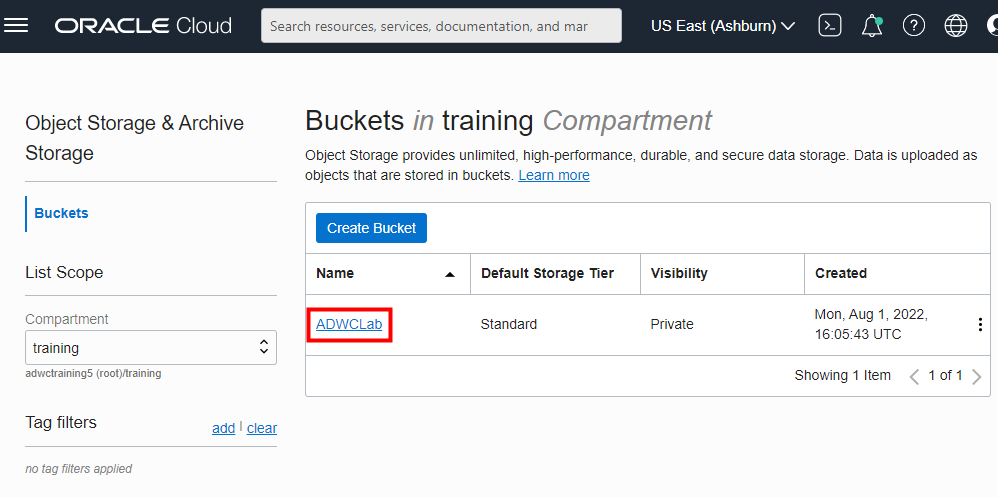 ORACLE Cloud
Search resources, services, documentation, and mar
US East (Ashburn)
Object Storage & Archive
Storage
Buckets
List Scope
Compartment
training
adwctraining5 (root)/training
Tag filters
add | clear
no tag filters applied
Buckets in training Compartment
Object Storage provides unlimited, high-performance, durable, and secure data storage. Data is uploaded as
objects that are stored in buckets. Learn more
Create Bucket
Name Default Storage Tier Visibility Created
ADWCLab Standard Private Mon, Aug 1, 2022,
16:05:43 UTC
Showing 1 Item < 1 of 1 >